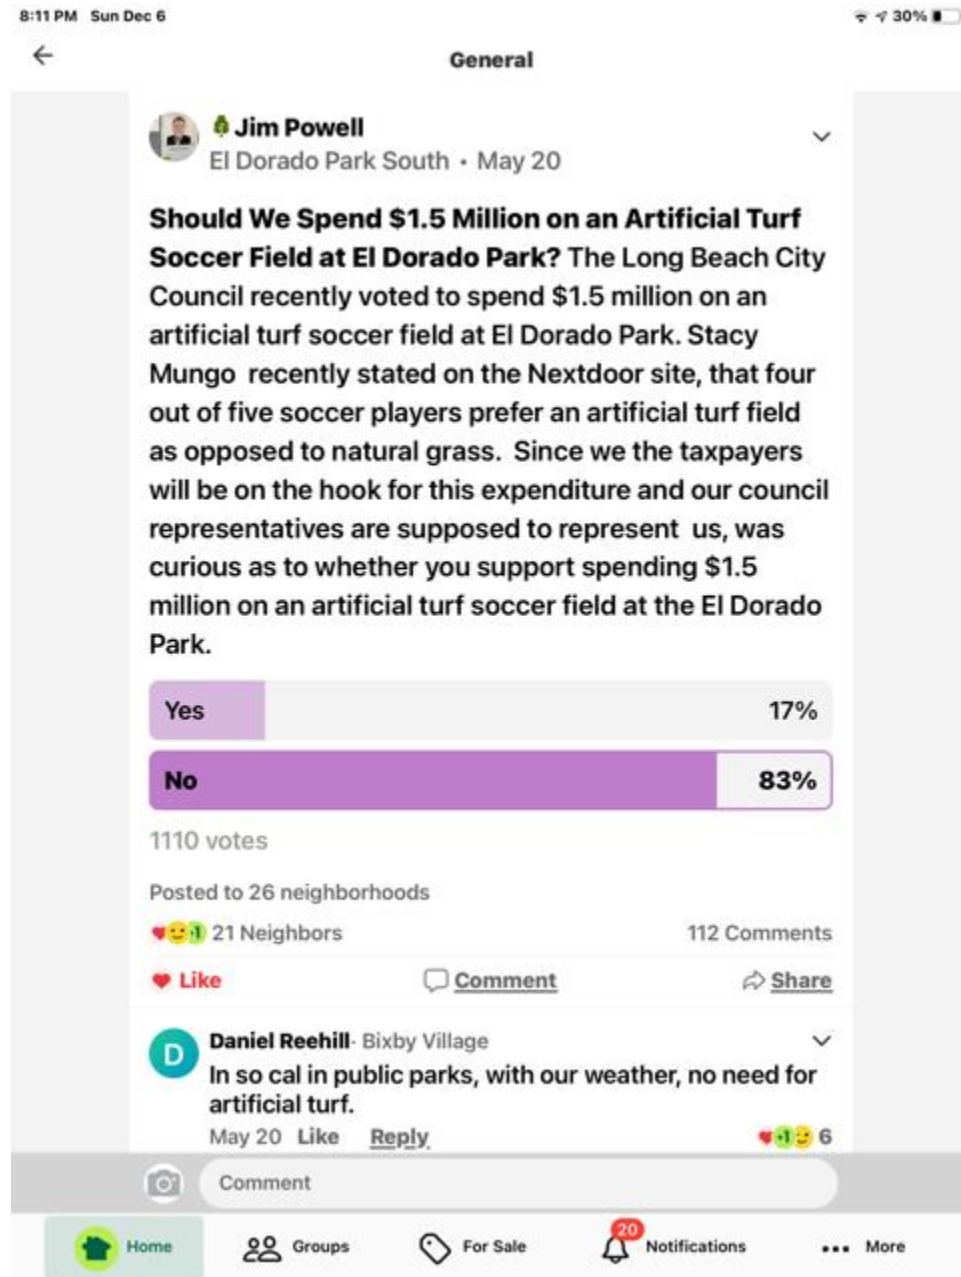 8:11 PM Sun Dec 6
30%
General
Jim Powell
El Dorado Park South • May 20
Should We Spend $1.5 Million on an Artificial Turf
Soccer Field at El Dorado Park? The Long Beach City
Council recently voted to spend $1.5 million on an
artificial turf soccer field at El Dorado Park. Stacy
Mungo  recently stated on the Nextdoor site, that four
out of five soccer players prefer an artificial turf field
as opposed to natural grass.  Since we the taxpayers
will be on the hook for this expenditure and our council
representatives are supposed to represent  us, was
curious as to whether you support spending $1.5
million on an artificial turf soccer field at the El Dorado
Park.
Yes 17%
No 83%
1110 votes
Posted to 26 neighborhoods
+1 21 Neighbors 112 Comments
Like Comment Share
D
Daniel Reehill· Bixby Village
In so cal in public parks, with our weather, no need for
artificial turf.
May 20 Like Reply +1 6
Comment
20
Home Groups For Sale Notifications More